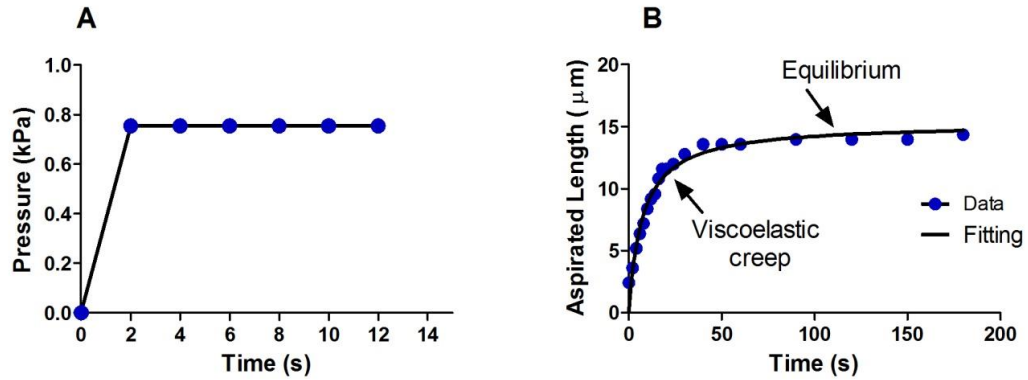 A
1.0
0.8
0.6
0.4
0.2
0.0
Pressure (kPa)
0 2 4 6 8 10 12 14
Time (s)
B
20
15
10
5
0
Aspirated Length ( μm)
Equilibrium
Viscoelastic
creep
Data
Fitting
0 50 100 150 200
Time (s)